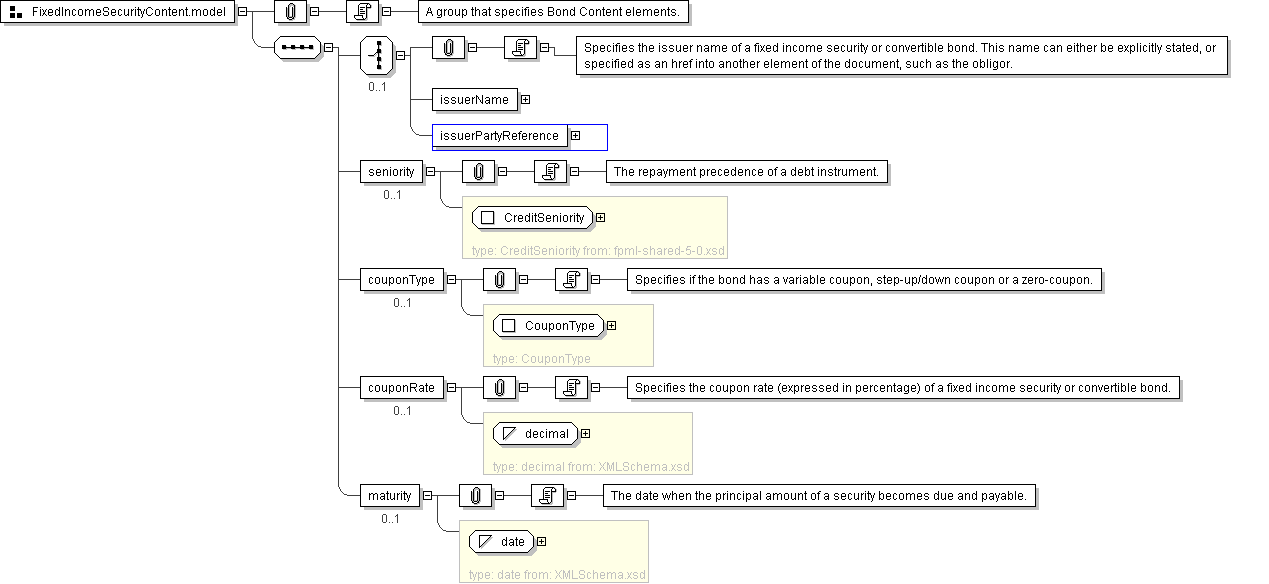 FixedIncomeSecurityContent.model
A group that specifies Bond Content elements.
Specifies the issuer name of a fixed income security or convertible bond. This name can either be explicitly stated, or
specified as an href into another element of the document, such as the obligor.
0..1
issuerName
issuerPartyReference
seniority
The repayment precedence of a debt instrument.
0..1
CreditSeniority
type: CreditSeniority from: fpml-shared-5-0.xsd
couponType
Specifies if the bond has a variable coupon, step-up/down coupon or a zero-coupon.
0..1
CouponType
type: CouponType
couponRate
Specifies the coupon rate (expressed in percentage) of a fixed income security or convertible bond.
0..1
decimal
type: decimal from: XMLSchema.xsd
maturity
The date when the principal amount of a security becomes due and payable.
0..1
date
type: date from: XMLSchema.xsd